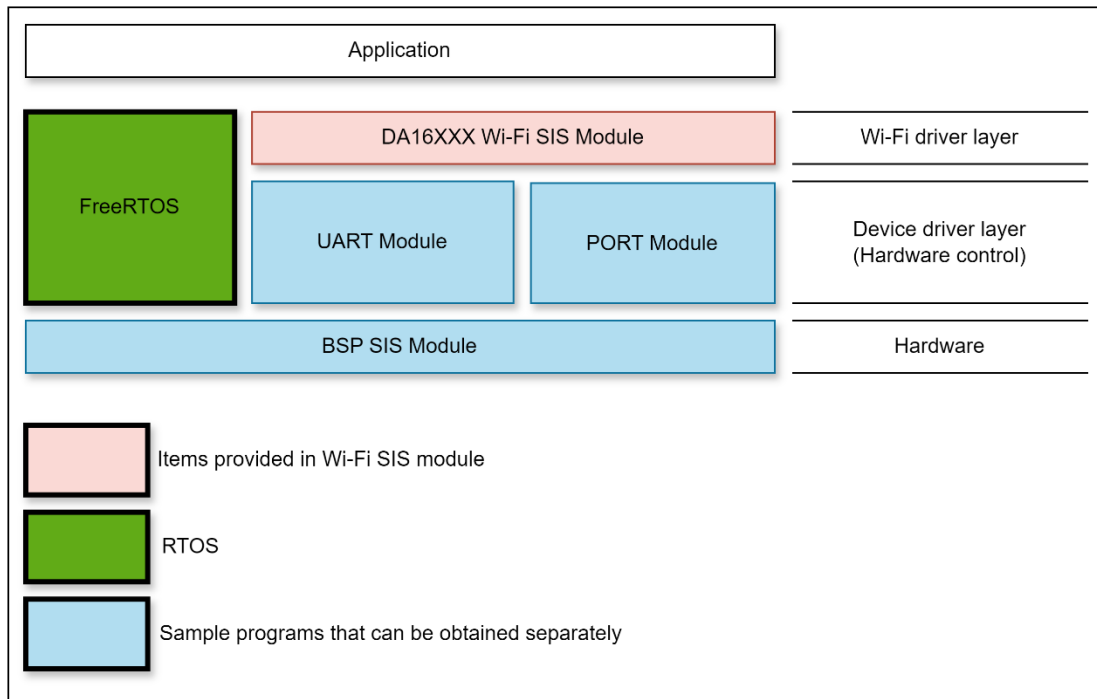 Application
DA16XXX Wi-Fi SIS Module
Wi-Fi driver layer
FreeRTOS
UART Module
PORT Module
Device driver layer
(Hardware control)
BSP SIS Module
Hardware
Items provided in Wi-Fi SIS module
RTOS
Sample programs that can be obtained separately